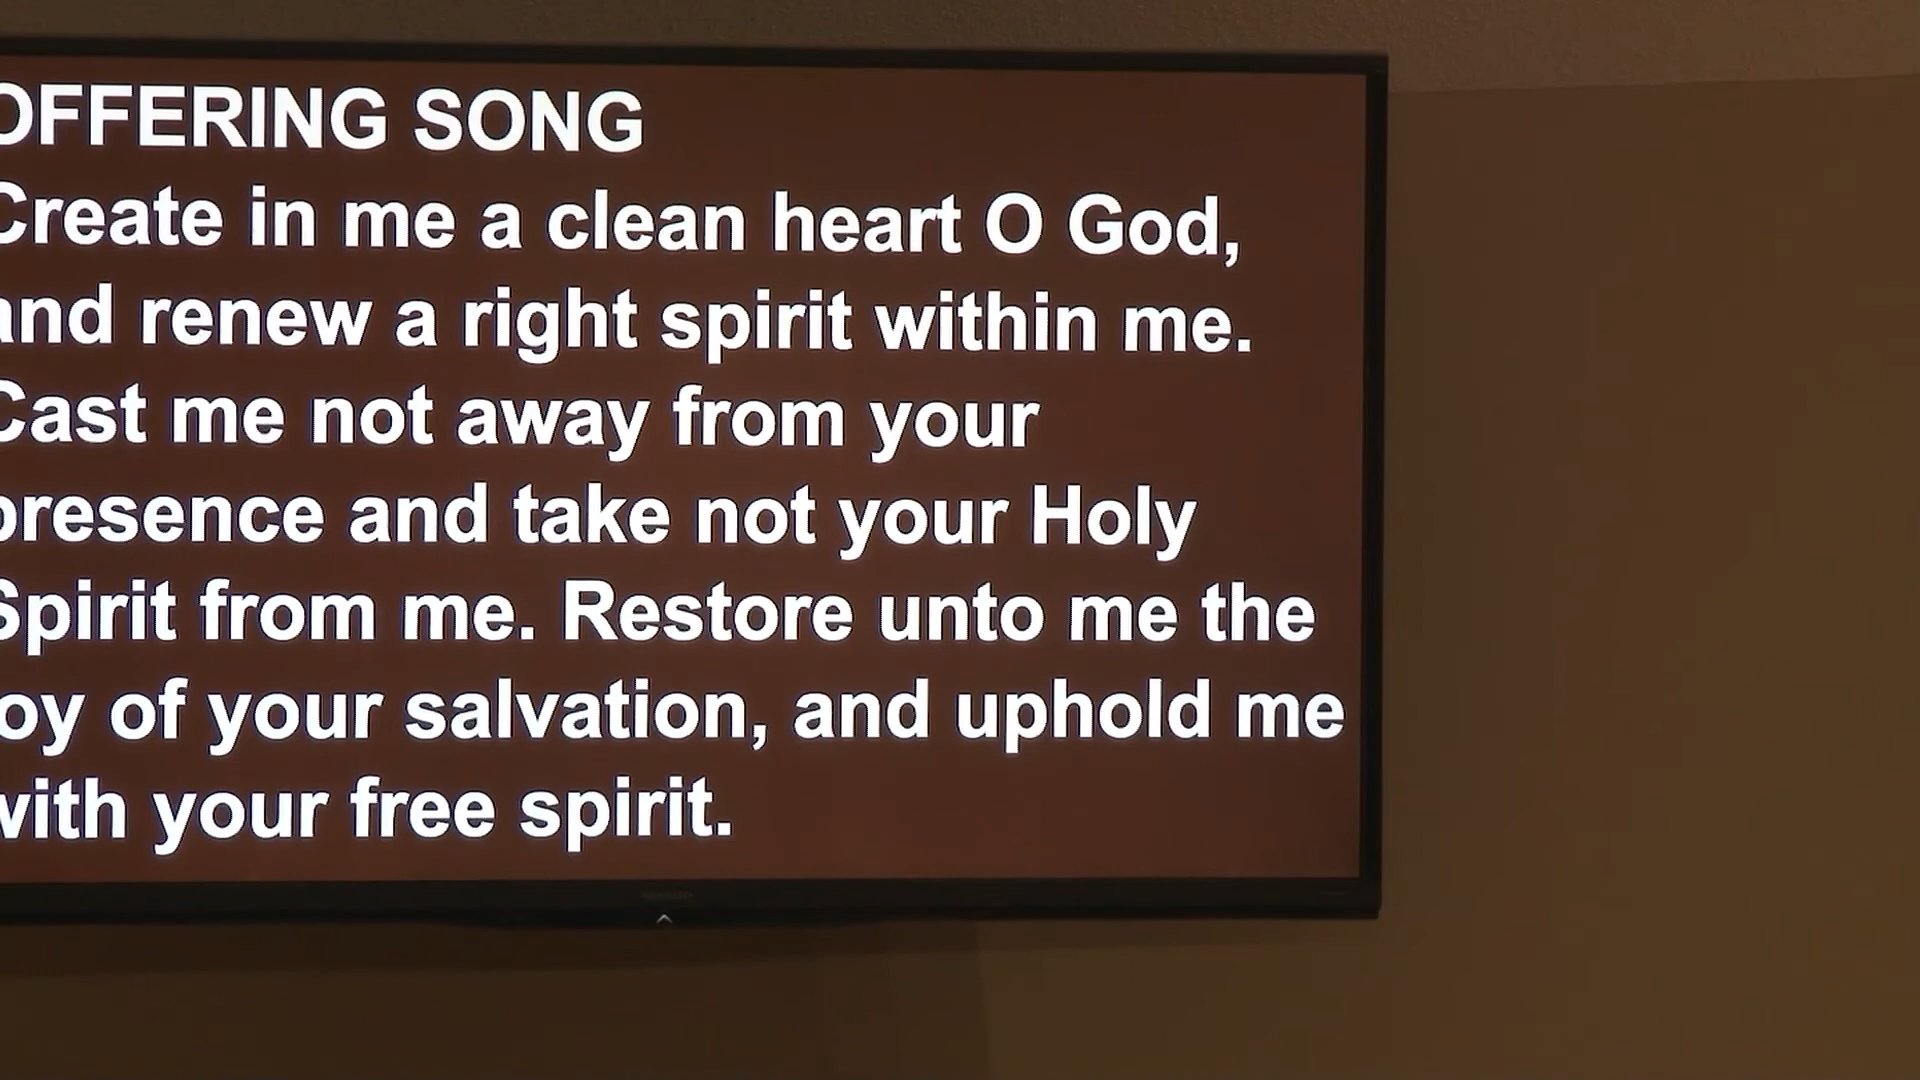 OFFERING SONG
Create in me a clean heart O God,
and renew a right spirit within me.
Cast me not away from your
presence and take not your Holy
Spirit from me. Restore unto me the
joy of your salvation, and uphold me
with your free spirit.